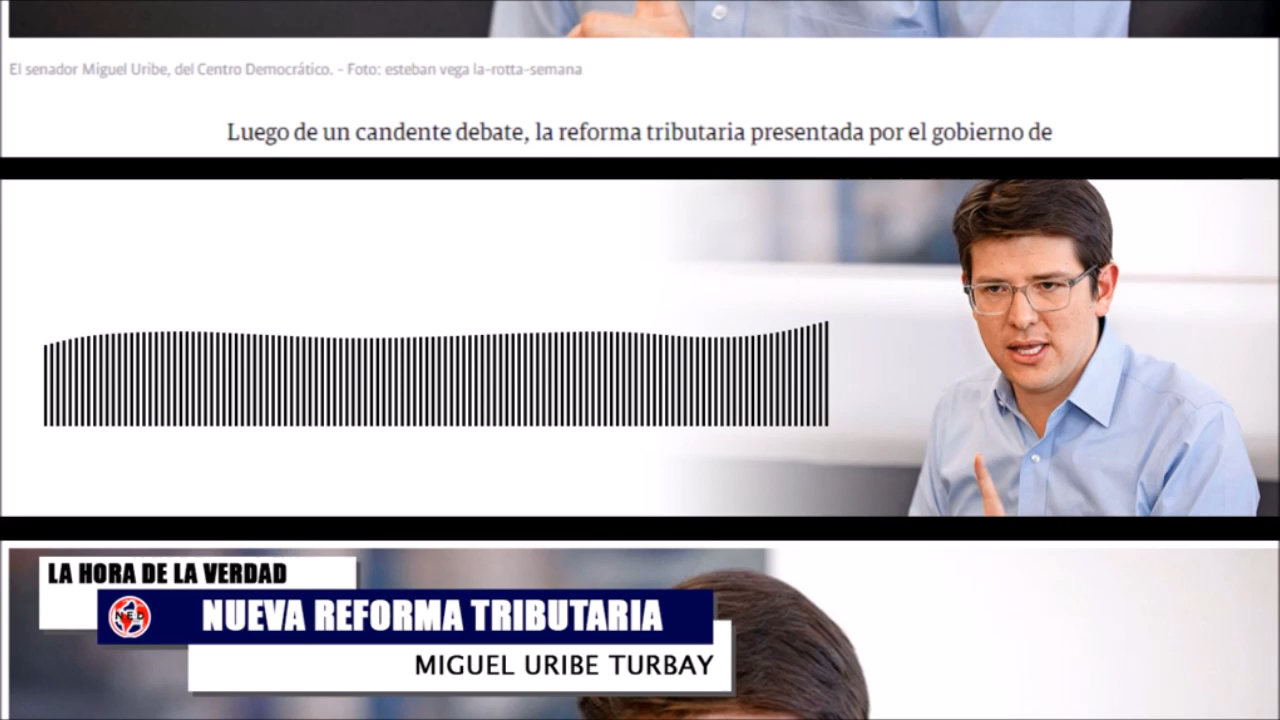 El senador Miguel Uribe, del Centro Democrático. - Foto: esteban vega la-rotta-semana
Luego de un candente debate, la reforma tributaria presentada por el gobierno de
LA HORA DE LA VERDAD
NUEVA REFORMA TRIBUTARIA
MIGUEL URIBE TURBAY